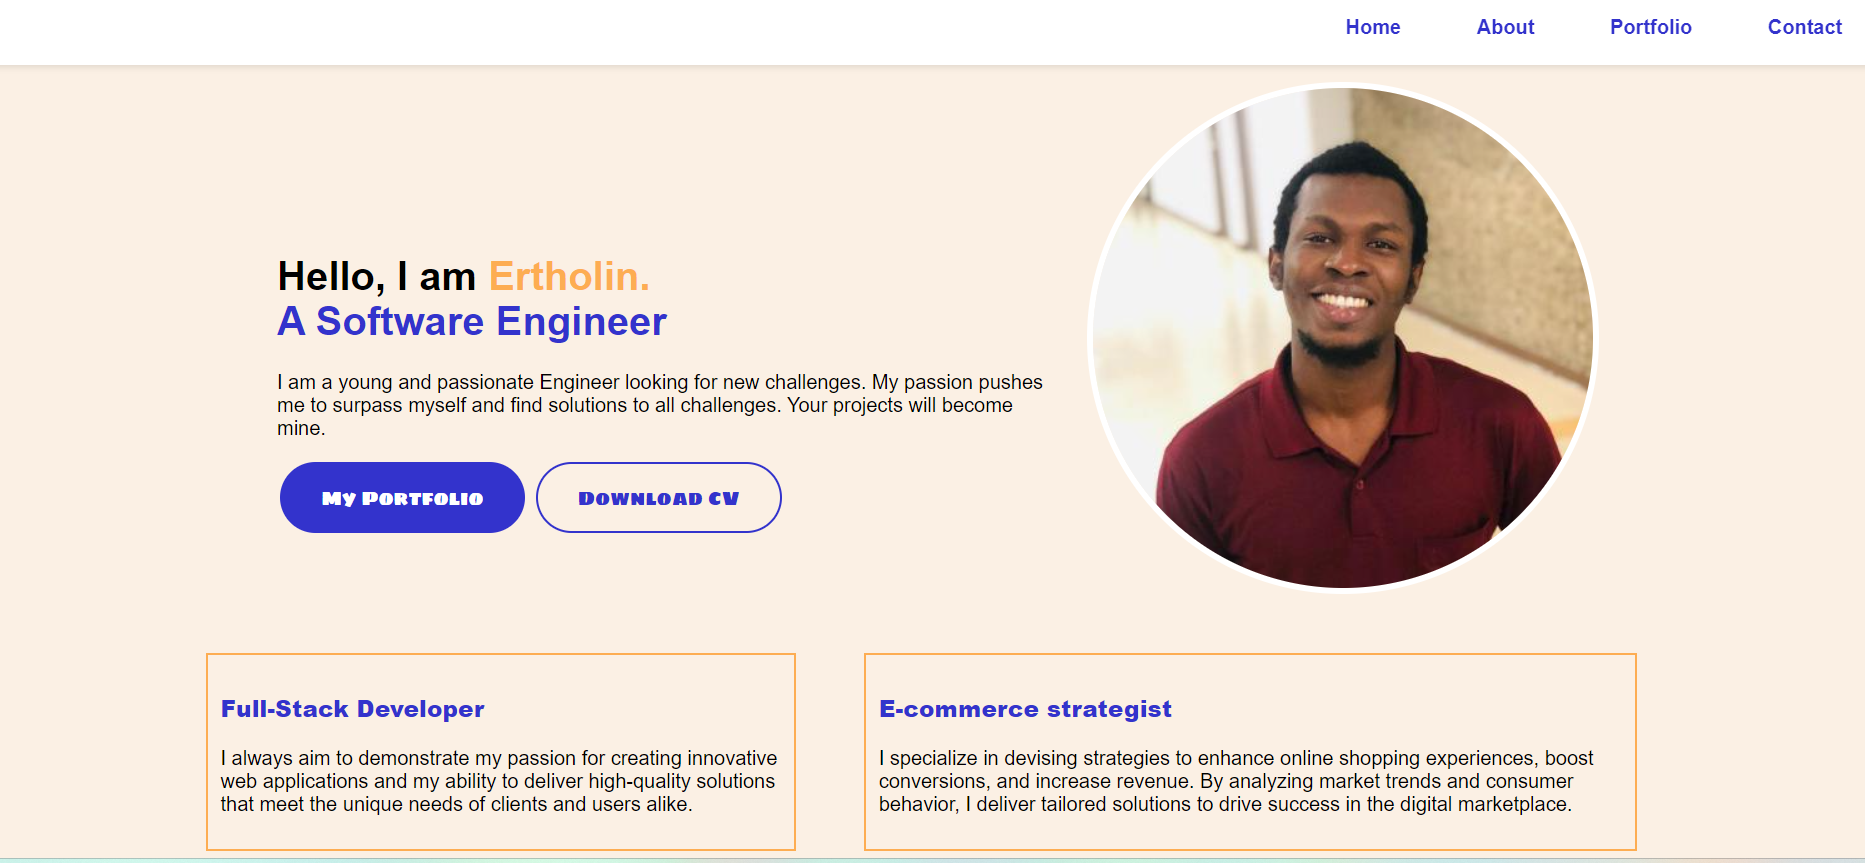 Home About Portfolio Contact
Hello, I am Ertholin.
A Software Engineer
I am a young and passionate Engineer looking for new challenges. My passion pushes
me to surpass myself and find solutions to all challenges. Your projects will become
mine.
My Portfolio
Download CV
Full-Stack Developer
I always aim to demonstrate my passion for creating innovative
web applications and my ability to deliver high-quality solutions
that meet the unique needs of clients and users alike.
E-commerce strategist
I specialize in devising strategies to enhance online shopping experiences, boost
conversions, and increase revenue. By analyzing market trends and consumer
behavior, I deliver tailored solutions to drive success in the digital marketplace.